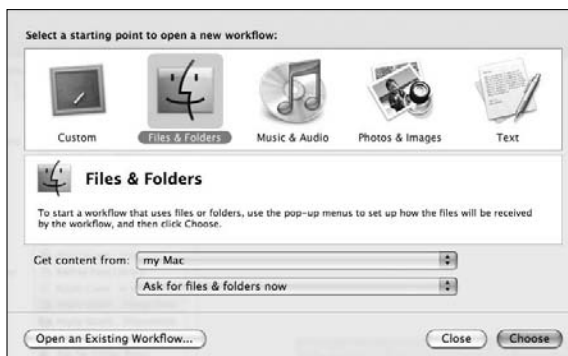 Select a starting point to open a new workflow:
Custom
Files & Folders
Music & Audio
Photos & Images
Text
Files & Folders
To start a workflow that uses files or folders, use the pop-up menus to set up how the files will be received
by the workflow, and then click Choose.
Get content from: my Mac
Ask for files & folders now
Open an Existing Workflow...
Close
Choose